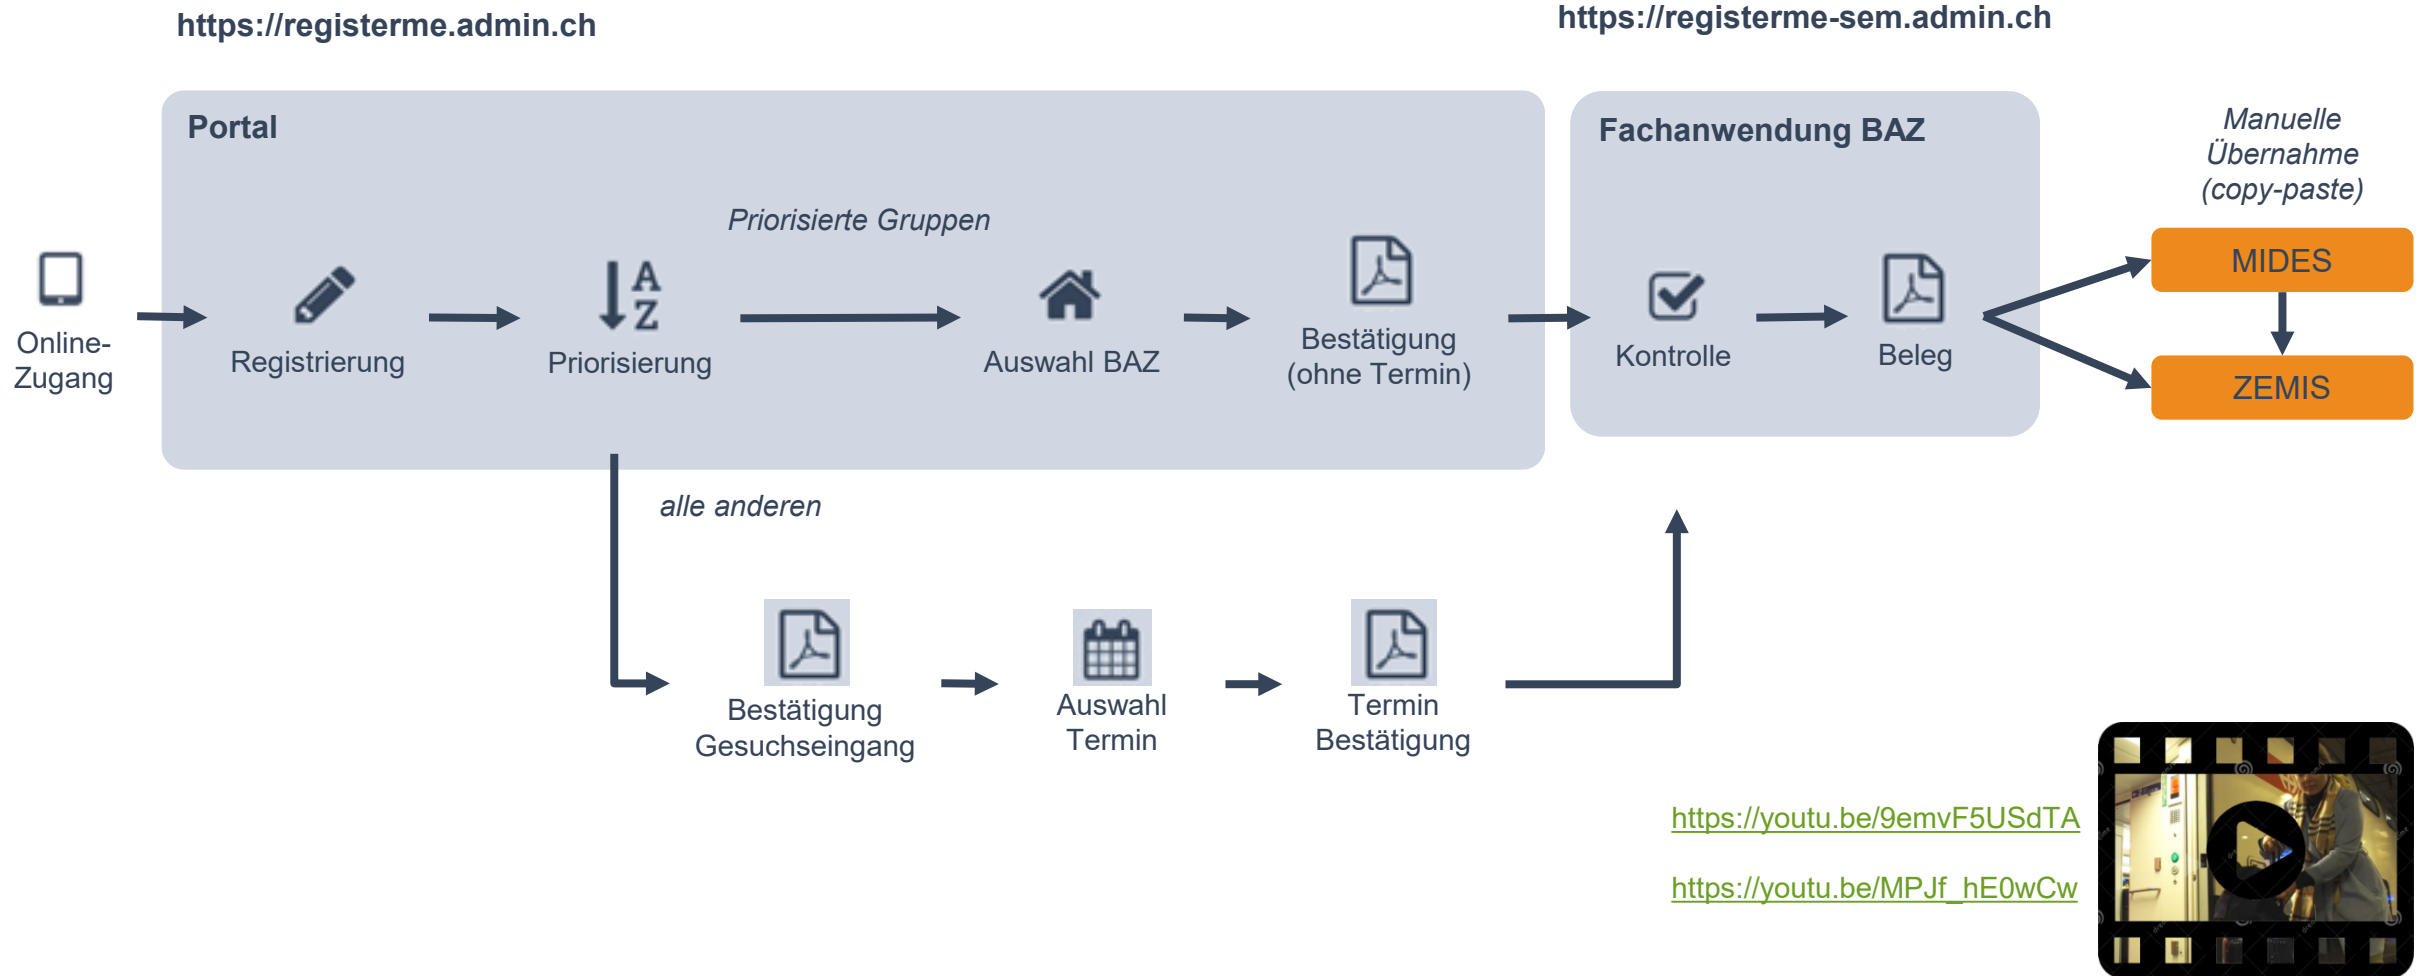 https://registerme.admin.ch
https://registerme-sem.admin.ch
Portal
Online-
Zugang
Registrierung
Priorisierung
Priorisierte Gruppen
Auswahl BAZ
Bestätigung
(ohne Termin)
Fachanwendung BAZ
Kontrolle
Beleg
Manuelle
Übernahme
(copy-paste)
MIDES
ZEMIS
alle anderen
Bestätigung
Gesuchseingang
Auswahl
Termin
Termin
Bestätigung
https://youtu.be/9emvF5USdTA
https://youtu.be/MPJf_hE0wCw